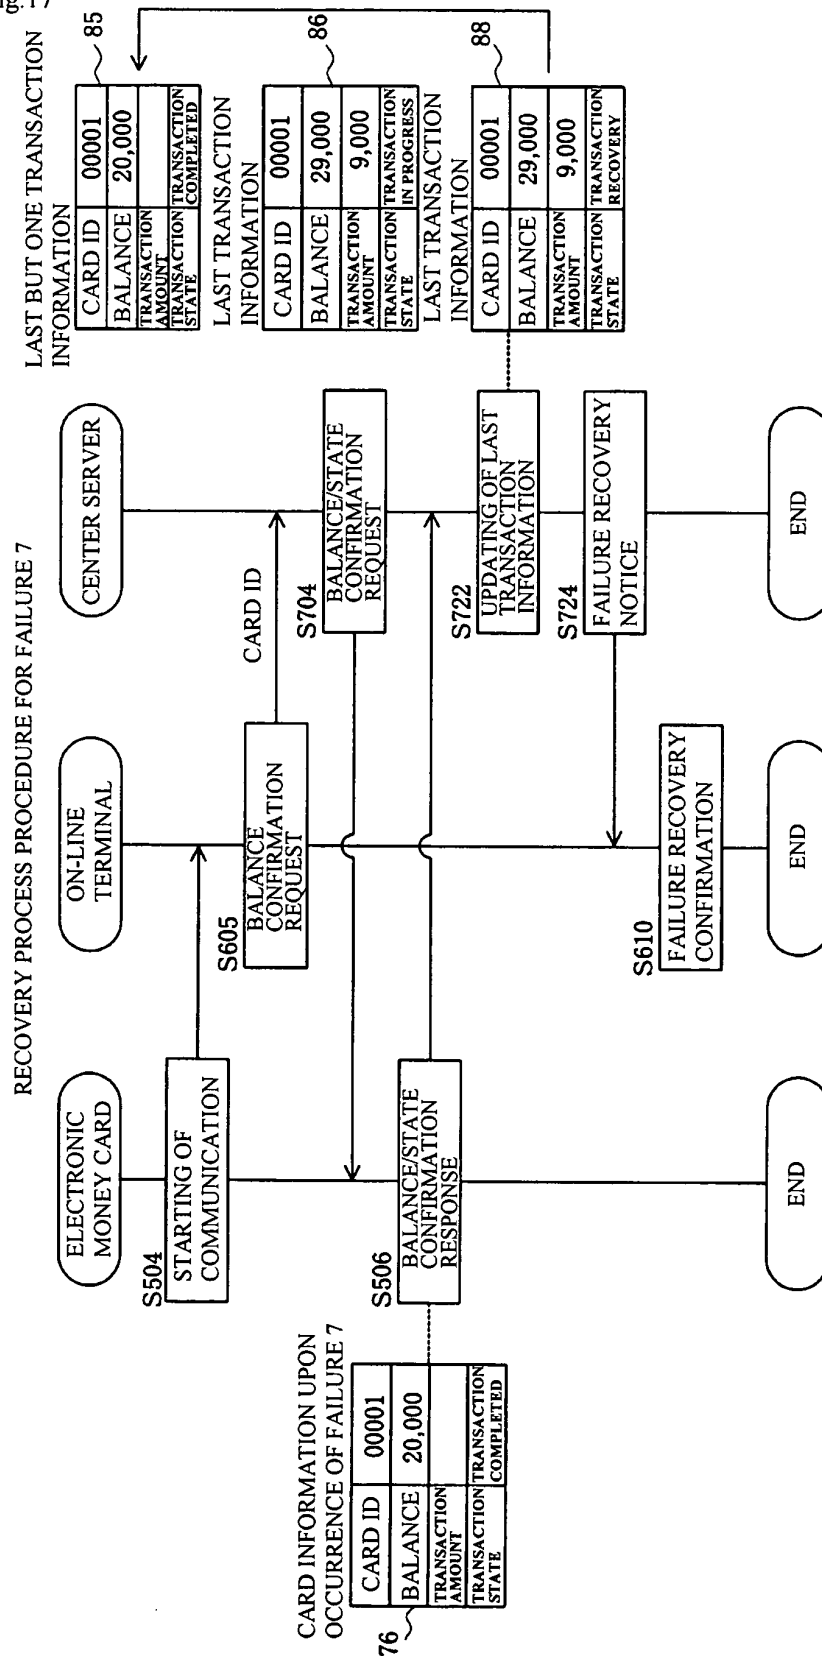 Fig.17
RECOVERY PROCESS PROCEDURE FOR FAILURE 7
ELECTRONIC
MONEY CARD
ON-LINE
TERMINAL
CENTER SERVER
S504
STARTING OF
COMMUNICATION
S605
BALANCE
CONFIRMATION
REQUEST
CARD ID
S704
BALANCE/STATE
CONFIRMATION
REQUEST
S506
BALANCE/STATE
CONFIRMATION
RESPONSE
S722
UPDATING OF LAST
TRANSACTION
INFORMATION
S724
FAILURE RECOVERY
NOTICE
S610
FAILURE RECOVERY
CONFIRMATION
END
END
END
CARD INFORMATION UPON
OCCURRENCE OF FAILURE 7
CARD ID 00001
BALANCE 20,000
TRANSACTION
AMOUNT
TRANSACTION
STATE
TRANSACTION
COMPLETED
76
LAST BUT ONE TRANSACTION
INFORMATION
CARD ID 00001
BALANCE 20,000
TRANSACTION
AMOUNT
TRANSACTION
STATE
TRANSACTION
COMPLETED
85
LAST TRANSACTION
INFORMATION
CARD ID 00001
BALANCE 29,000
TRANSACTION
AMOUNT
9,000
TRANSACTION
STATE
TRANSACTION
IN PROGRESS
86
LAST TRANSACTION
INFORMATION
CARD ID 00001
BALANCE 29,000
TRANSACTION
AMOUNT
9,000
TRANSACTION
STATE
TRANSACTION
RECOVERY
88